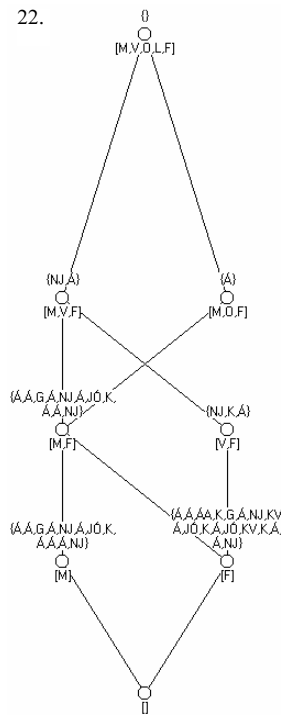 22.
{}
[M,V,O,L,F]
{NJ,Á}
[M,V,F]
{Á}
[M,O,F]
{Á,Á,G,Á,NJ,Á,JÓ,K,
Á,Á,NJ}
[M,F]
{NJ,K,Á}
[V,F]
{Á,Á,G,Á,NJ,Á,JÓ,K,
Á,Á,Á,NJ}
[M]
{Á,Á,ÁA,K,G,Á,NJ,KV
Á,JÓ,K,Á,JÓ,KV,K,Á,
Á,NJ}
[F]
[]